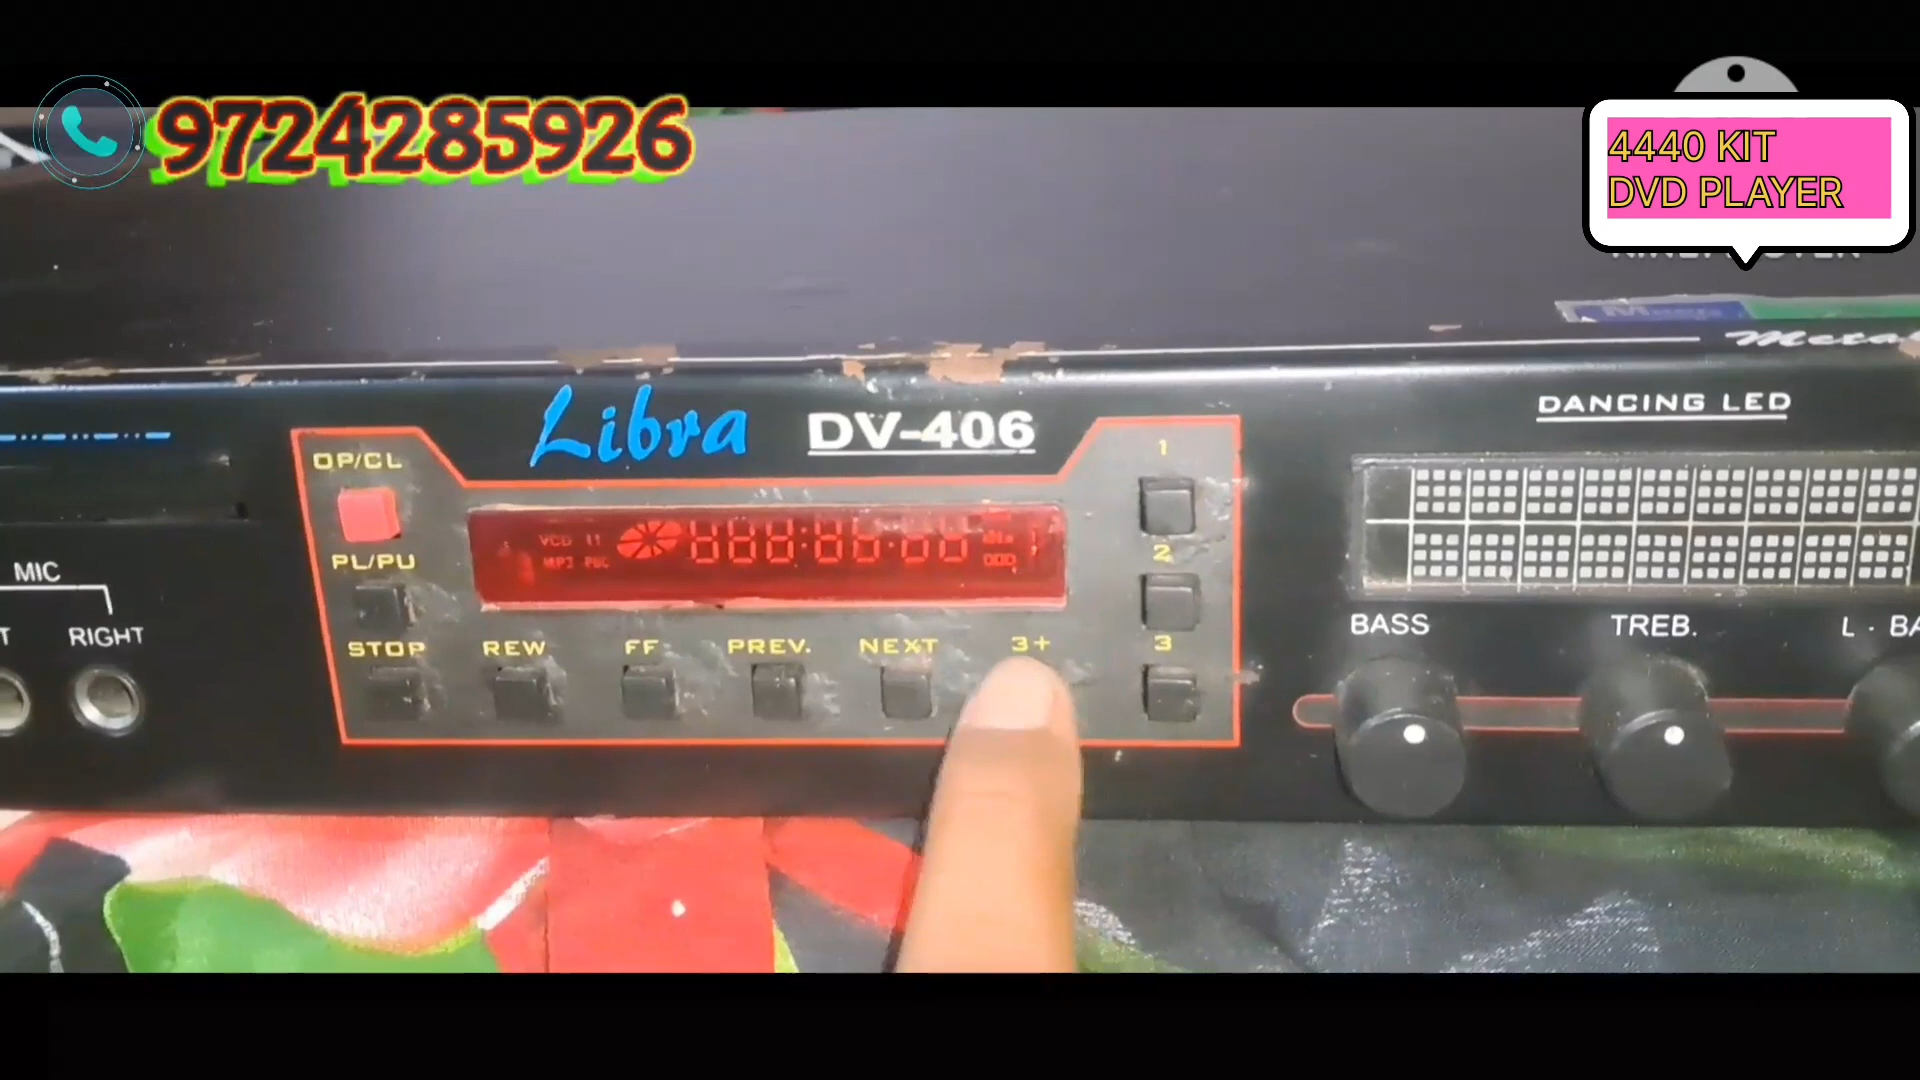 9724285926
4440 KIT
DVD PLAYER
Libra DV-406
DANCING LED
OP/CL
1
PL/PU
VCD
MP3
2
MIC
RIGHT
STOP
REW
FF
PREV.
NEXT
3+
3
BASS
TREB.